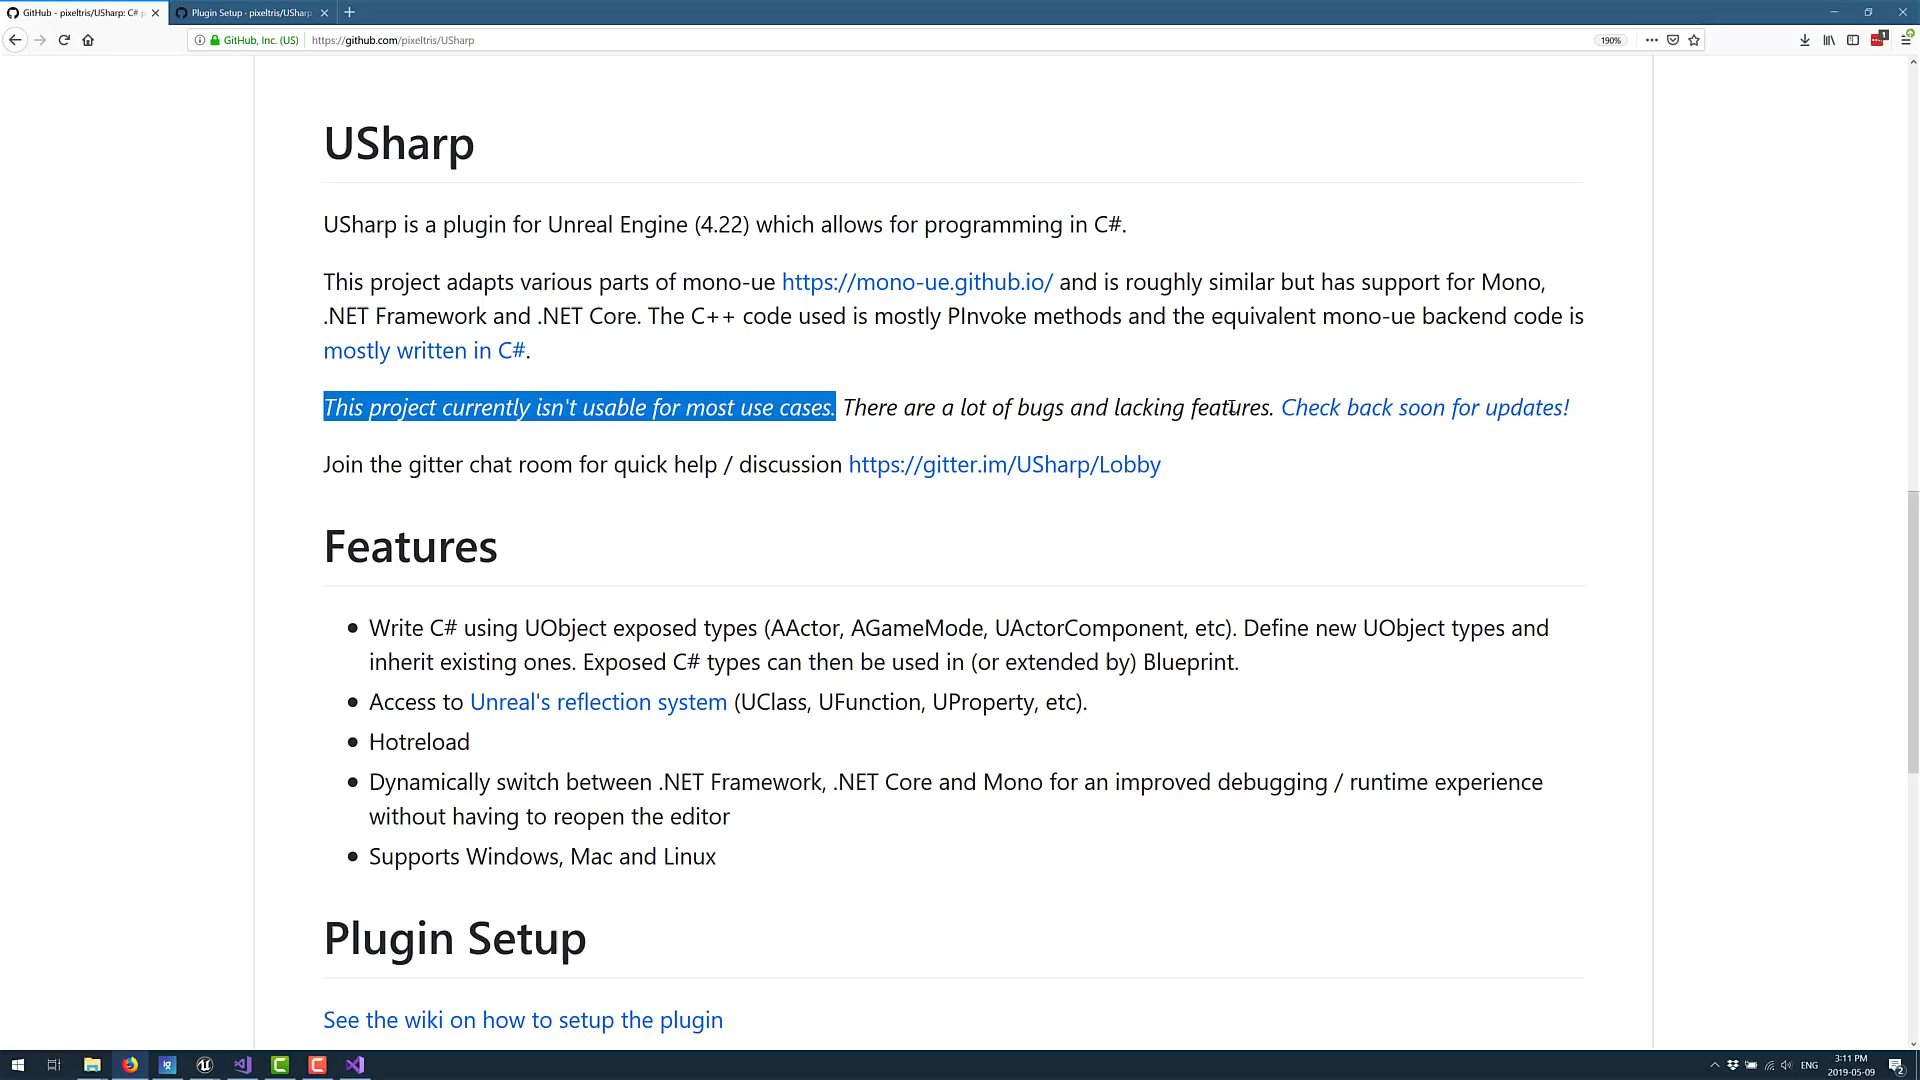 GitHub - pixeltris/USharp: C# p
Plugin Setup · pixeltris/USharp
GitHub, Inc. (US)
https://github.com/pixeltris/USharp
190%
1
USharp
USharp is a plugin for Unreal Engine (4.22) which allows for programming in C#.
This project adapts various parts of mono-ue https://mono-ue.github.io/ and is roughly similar but has support for Mono,
.NET Framework and .NET Core. The C++ code used is mostly PInvoke methods and the equivalent mono-ue backend code is
mostly written in C#.
This project currently isn't usable for most use cases. There are a lot of bugs and lacking features. Check back soon for updates!
Join the gitter chat room for quick help / discussion https://gitter.im/USharp/Lobby
Features
• Write C# using UObject exposed types (AActor, AGameMode, UActorComponent, etc). Define new UObject types and
inherit existing ones. Exposed C# types can then be used in (or extended by) Blueprint.
• Access to Unreal's reflection system (UClass, UFunction, UProperty, etc).
• Hotreload
• Dynamically switch between .NET Framework, .NET Core and Mono for an improved debugging / runtime experience
without having to reopen the editor
• Supports Windows, Mac and Linux
Plugin Setup
See the wiki on how to setup the plugin
ENG
3:11 PM
2019-05-09
2